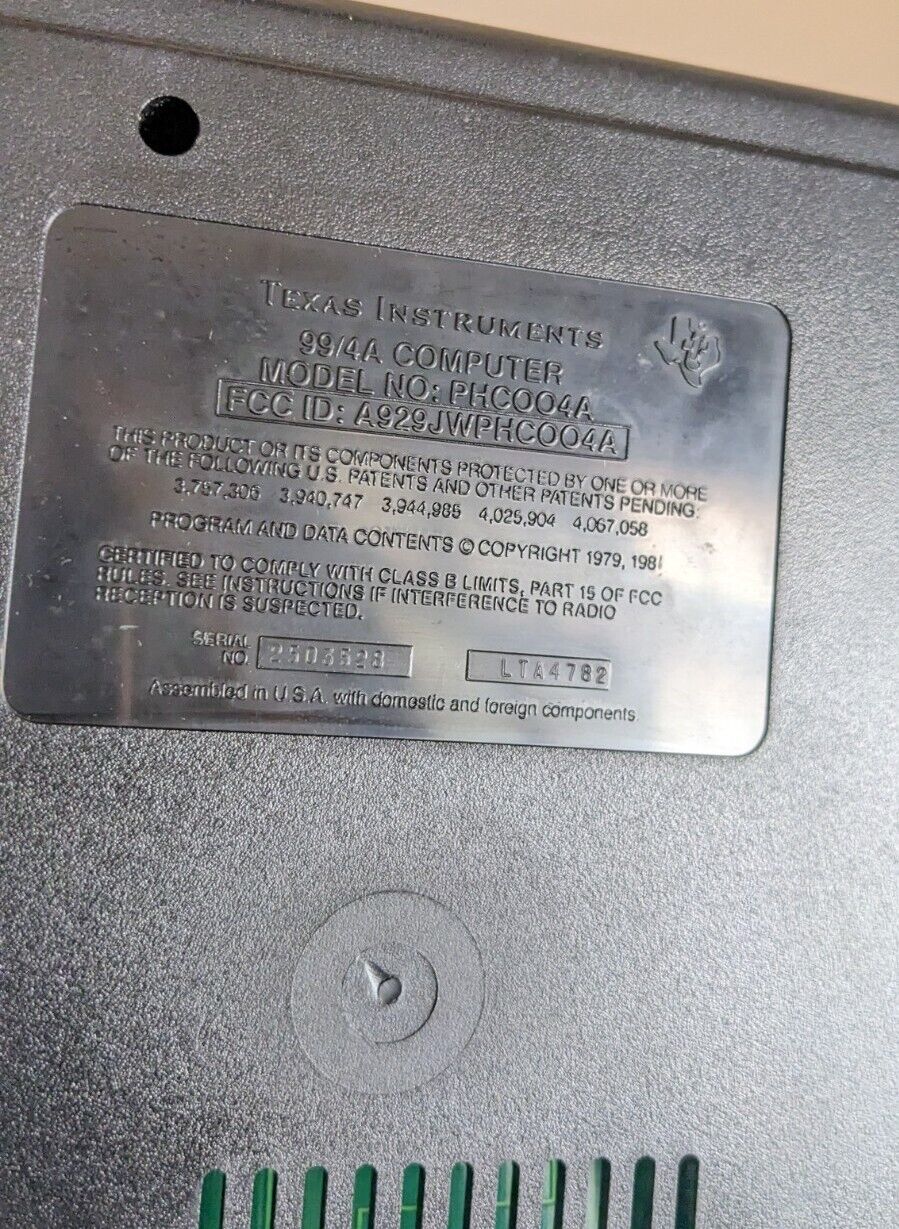 TEXAS INSTRUMENTS
99/4A COMPUTER
MODEL NO: PHC004A
FCC ID: A929JWPHC004A
THIS PRODUCT OR ITS COMPONENTS PROTECTED BY ONE OR MORE
OF THE FOLLOWING U.S. PATENTS AND OTHER PATENTS PENDING:
3,757,306 3,940,747 3,944,985 4,025,904 4,067,058
PROGRAM AND DATA CONTENTS © COPYRIGHT 1979, 1981
CERTIFIED TO COMPLY WITH CLASS B LIMITS, PART 15 OF FCC
RULES. SEE INSTRUCTIONS IF INTERFERENCE TO RADIO
RECEPTION IS SUSPECTED.
SERIAL
NO. LTA4782
Assembled in U.S.A. with domestic and foreign components